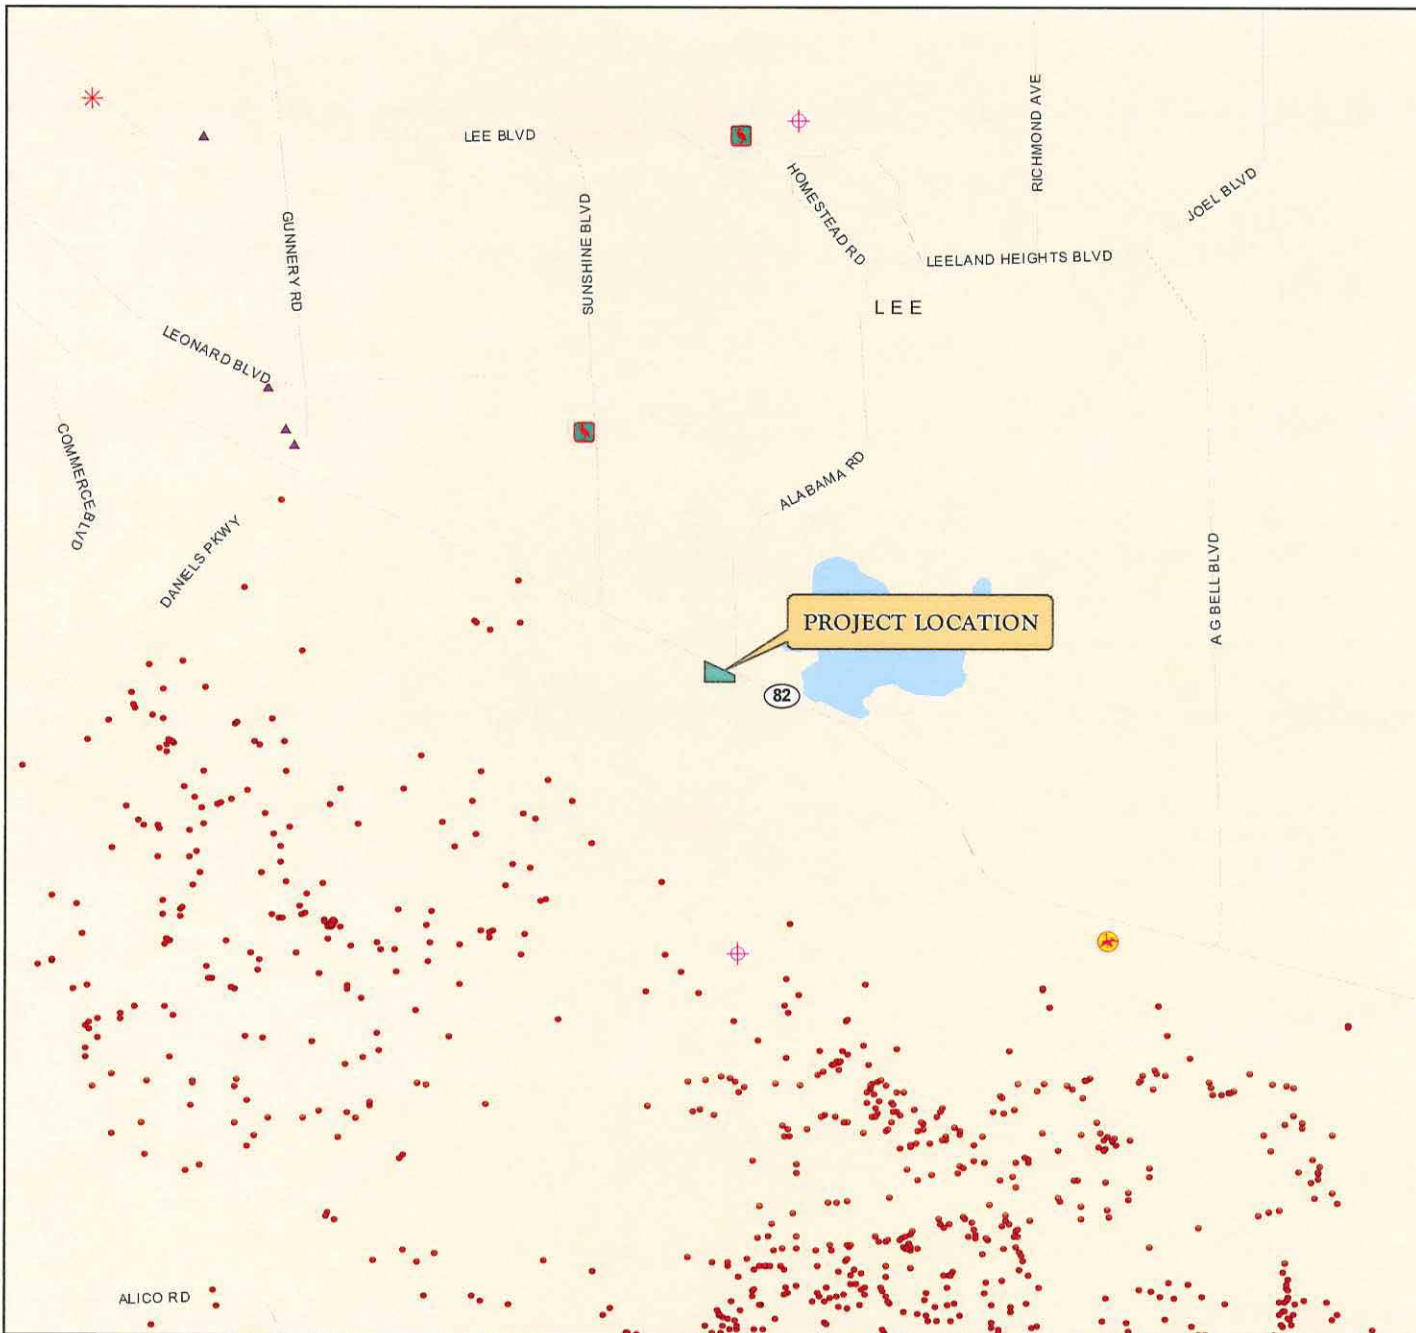 LEE BLVD
RICHMOND AVE
HOMESTEAD RD
JOEL BLVD
GUNNERY RD
SUNSHINE BLVD
LEELAND HEIGHTS BLVD
LEE
LEONARD BLVD
COMMERCE BLVD
ALABAMA RD
DANIELS PKWY
A G BELL BLVD
PROJECT LOCATION
82
ALICO RD